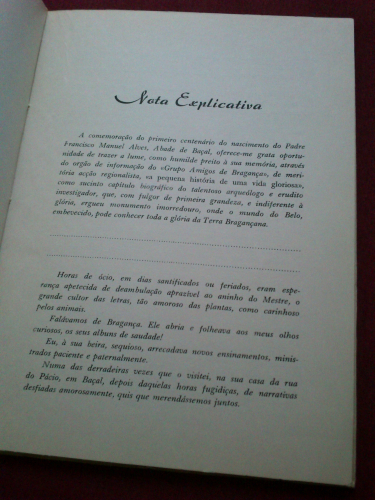 Nota Explicativa
A comemoração do primeiro centenário do nascimento do Padre
Francisco Manuel Alves, Abade de Baçal, oferece-me grata oportu-
nidade de trazer a lume, como humilde preito à sua memória, através
do orgão de informação do «Grupo Amigos de Bragança», de meri-
tória acção regionalista, «a pequena história de uma vida gloriosa»,
como sucinto capítulo biográfico do talentoso arqueólogo e erudito
investigador, que, com fulgor de primeira grandeza, e indiferente à
glória, ergueu monumento imorredouro, onde o mundo do Belo,
embevecido, pode conhecer toda a glória da Terra Bragançana.
Horas de ócio, em dias santificados ou feriados, eram espe-
rança apetecida de deambulação aprazível ao aninho do Mestre, o
grande cultor das letras, tão amoroso das plantas, como carinhoso
pelos animais.
Falávamos de Bragança. Ele abria e folheava aos meus olhos
curiosos, os seus albuns de saudade!
Eu, à sua beira, sequioso, arrecadava novos ensinamentos, minis-
trados paciente e paternalmente.
Numa das derradeiras vezes que o visitei, na sua casa da rua
do Pácio, em Baçal, depois daquelas horas fugidiças, de narrativas
desfiadas amorosamente, quis que merendássemos juntos.